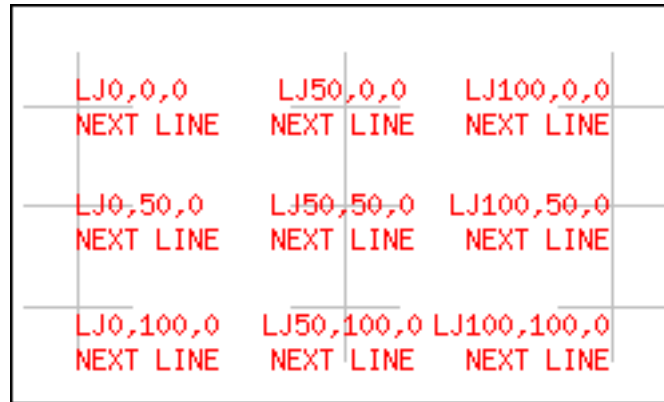 LJ0,0,0 LJ50,0,0 LJ100,0,0
NEXT LINE NEXT LINE NEXT LINE
LJ0,50,0 LJ50,50,0 LJ100,50,0
NEXT LINE NEXT LINE NEXT LINE
LJ0,100,0 LJ50,100,0 LJ100,100,0
NEXT LINE NEXT LINE NEXT LINE